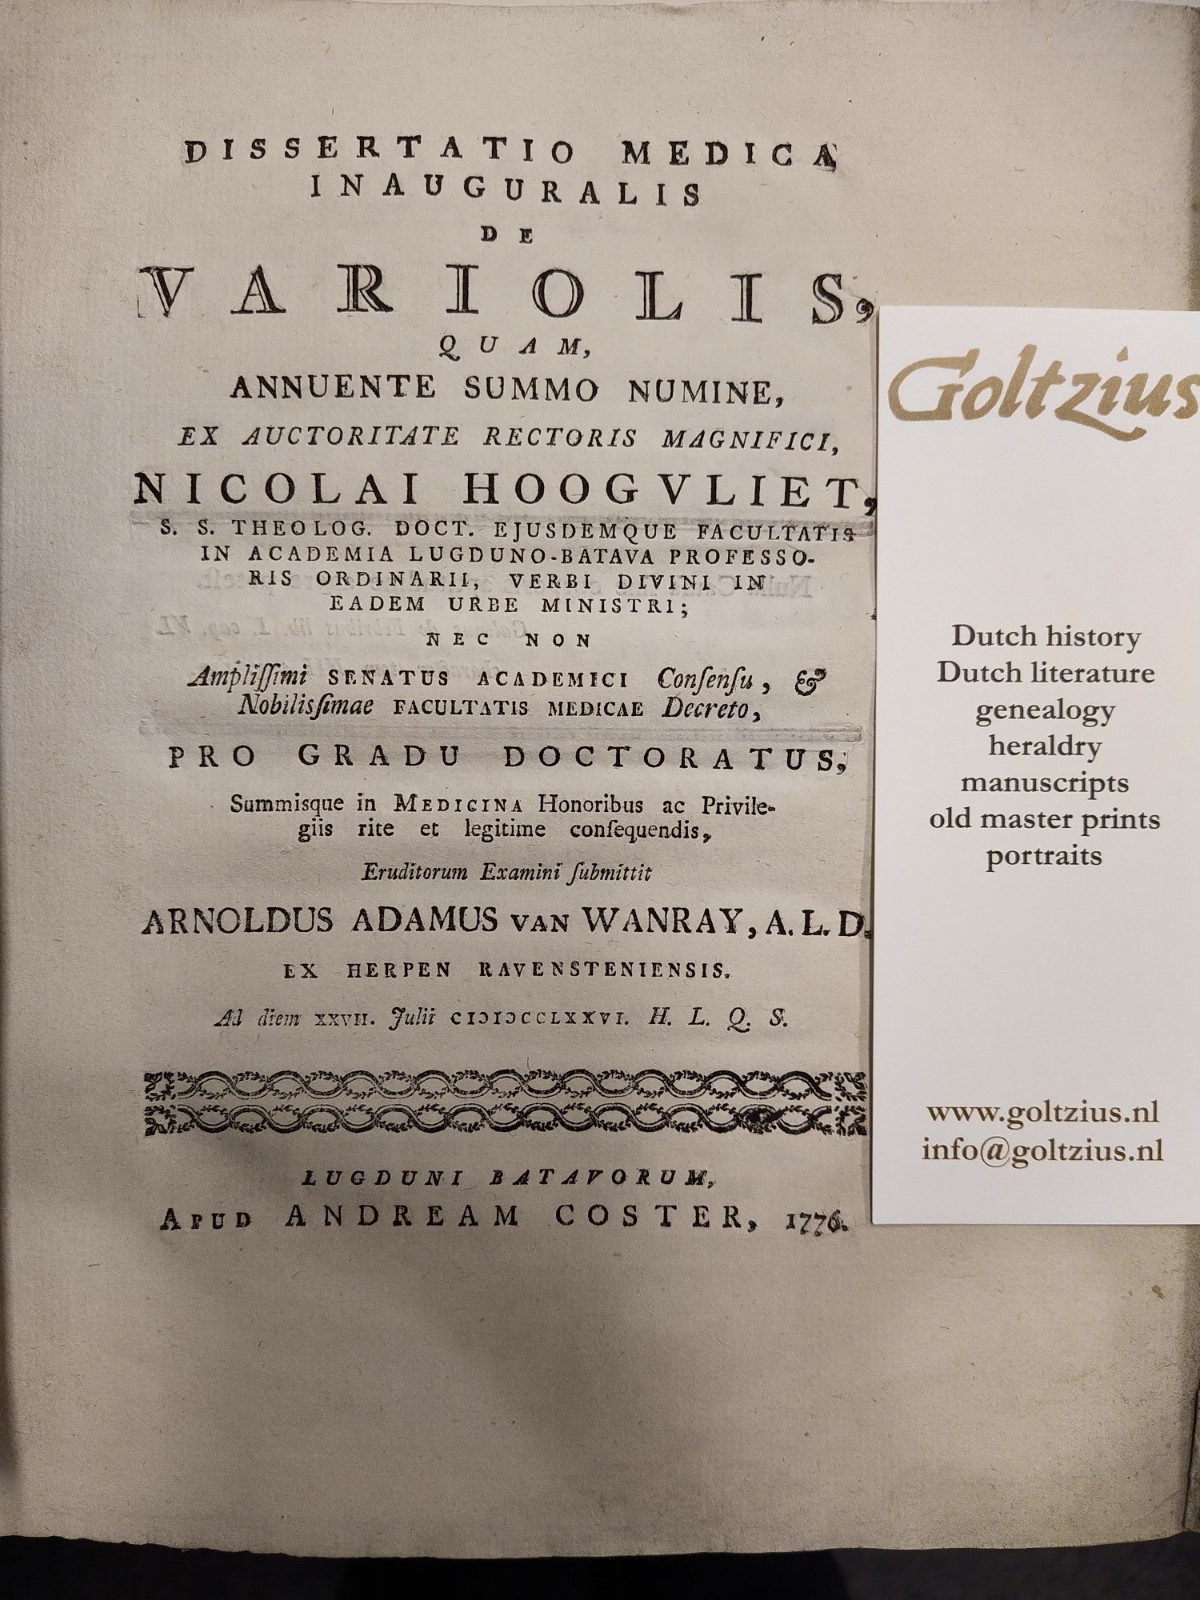 DISSERTATIO MEDICA
INAUGURALIS
DE
VARIOLIS,
QUAM,
ANNUENTE SUMMO NUMINE,
EX AUCTORITATE RECTORIS MAGNIFICI,
NICOLAI HOOGVLIET,
S. S. THEOLOG. DOCT. EJUSDEMQUE FACULTATIS
IN ACADEMIA LUGDUNO-BATAVA PROFESSO-
RIS ORDINARII, VERBI DIVINI IN
EADEM URBE MINISTRI;
NEC NON
Ampliſſimi SENATUS ACADEMICI Conſenſu, &
Nobiliſſimae FACULTATIS MEDICAE Decreto,
PRO GRADU DOCTORATUS,
Summisque in MEDICINA Honoribus ac Privile-
giis rite et legitime conſequendis,
Eruditorum Examini ſubmittit
ARNOLDUS ADAMUS VAN WANRAY, A. L. D.
EX HERPEN RAVENSTENIENSIS.
Ad diem XXVII. Julii CIↃIↃCCLXXVI. H. L. Q. S.
LUGDUNI BATAVORUM,
APUD ANDREAM COSTER, 1776.
Goltzius
Dutch history
Dutch literature
genealogy
heraldry
manuscripts
old master prints
portraits
www.goltzius.nl
info@goltzius.nl